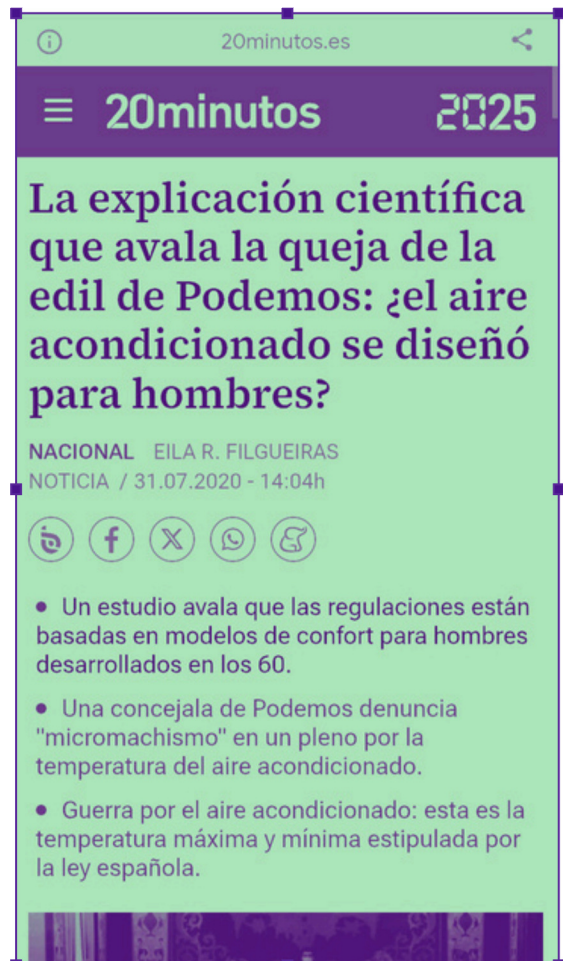 20minutos.es
20minutos 2025
La explicación científica
que avala la queja de la
edil de Podemos: ¿el aire
acondicionado se diseñó
para hombres?
NACIONAL EILA R. FILGUEIRAS
NOTICIA / 31.07.2020 - 14:04h
• Un estudio avala que las regulaciones están
basadas en modelos de confort para hombres
desarrollados en los 60.
• Una concejala de Podemos denuncia
"micromachismo" en un pleno por la
temperatura del aire acondicionado.
• Guerra por el aire acondicionado: esta es la
temperatura máxima y mínima estipulada por
la ley española.